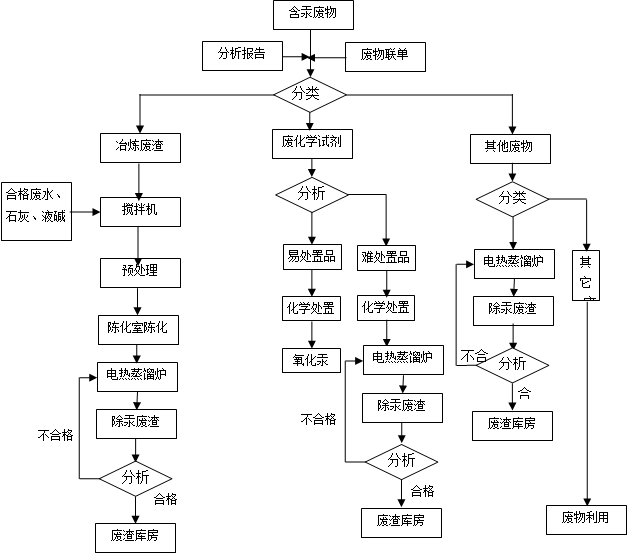 含汞废物
分析报告
废物联单
分类
冶炼废渣
废化学试剂
其他废物
合格废水、
石灰、液碱
搅拌机
分析
分类
预处理
易处置品
难处置品
电热蒸馏炉
其
它
陈化室陈化
化学处置
化学处置
除汞废渣
氧化汞
电热蒸馏炉
不合
分析
电热蒸馏炉
除汞废渣
合
不合格
除汞废渣
不合格
废渣库房
分析
合格
分析
合格
废渣库房
废渣库房
废物利用